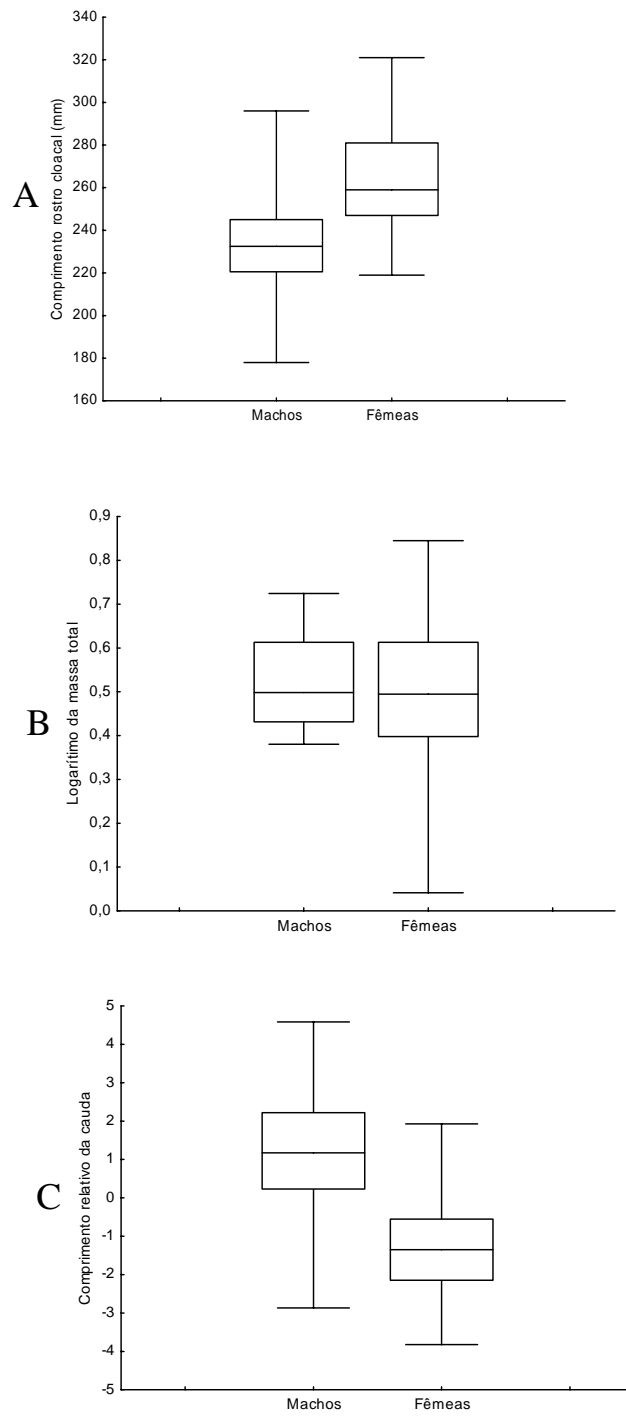 A
Comprimento rostro cloacal (mm)
340
320
300
280
260
240
220
200
180
160
Machos
Fêmeas
B
Logarítimo da massa total
0,9
0,8
0,7
0,6
0,5
0,4
0,3
0,2
0,1
0,0
Machos
Fêmeas
C
Comprimento relativo da cauda
5
4
3
2
1
0
-1
-2
-3
-4
-5
Machos
Fêmeas